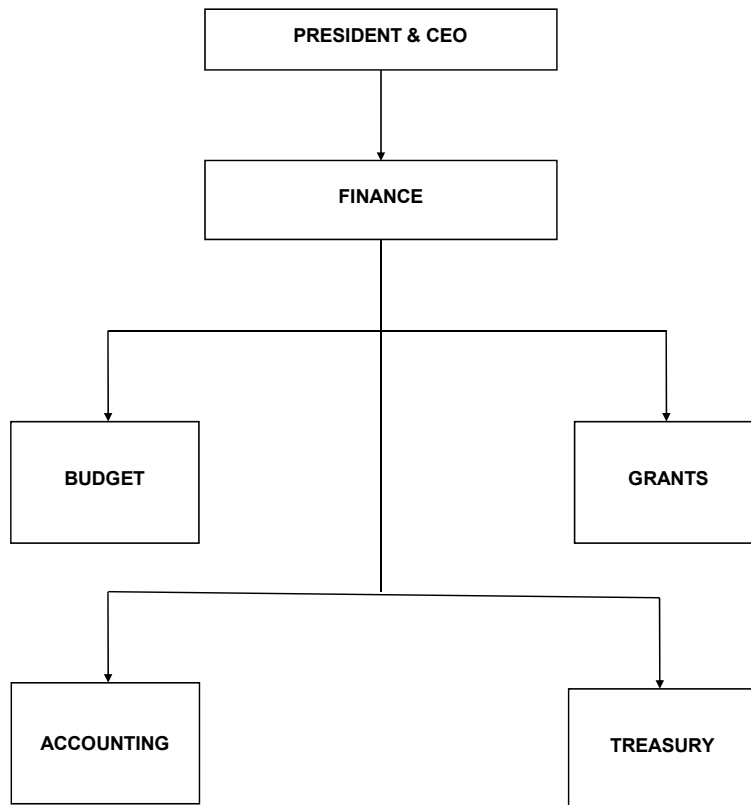 PRESIDENT & CEO
FINANCE
BUDGET
GRANTS
ACCOUNTING
TREASURY